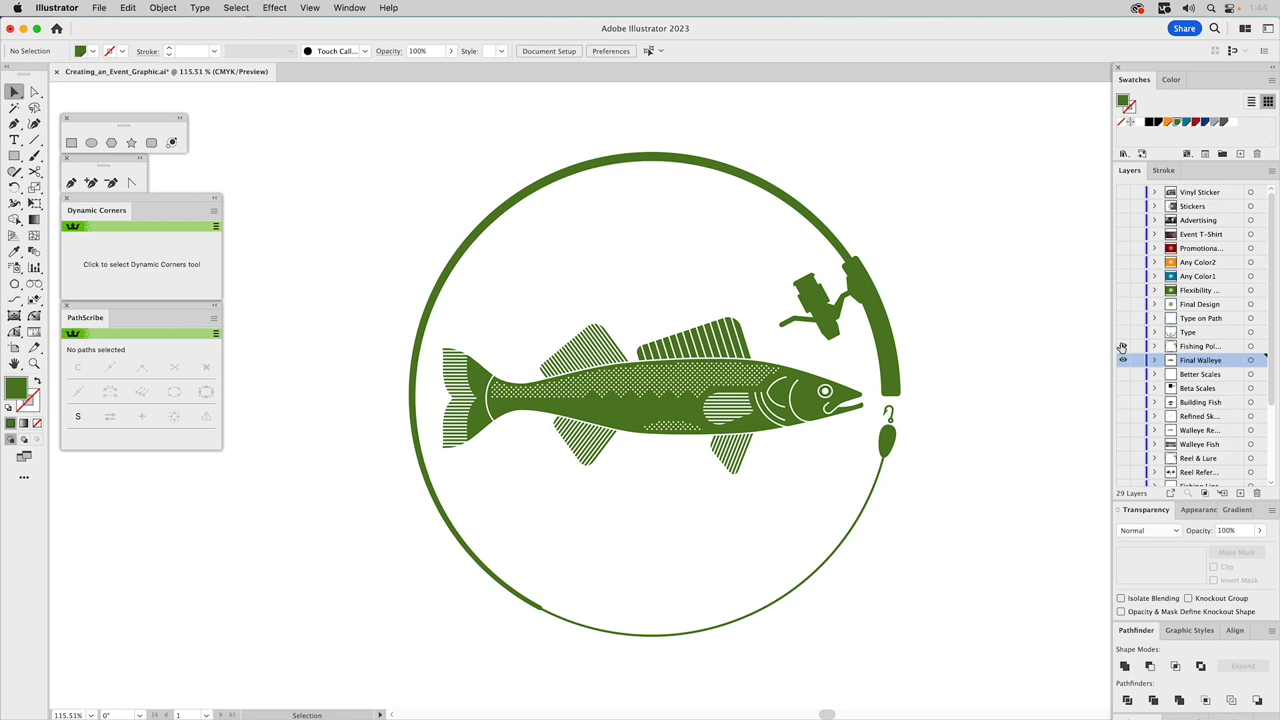 Illustrator File Edit Object Type Select Effect View Window Help 1:44
Adobe Illustrator 2023
Share
No Selection Stroke: Touch Call... Opacity: 100% Style: Document Setup Preferences
× Creating_an_Event_Graphic.ai* @ 115.51 % (CMYK/Preview)
Swatches Color
Dynamic Corners
Click to select Dynamic Corners tool
PathScribe
No paths selected
C
S
Layers Stroke
Vinyl Sticker
Stickers
Advertising
Event T-Shirt
Promotiona...
Any Color2
Any Color1
Flexibility ...
Final Design
Type on Path
Type
Fishing Pol...
Final Walleye
Better Scales
Beta Scales
Building Fish
Refined Sk...
Walleye Re...
Walleye Fish
Reel & Lure
Reel Refer...
29 Layers
Transparency Appearanc Gradient
Normal Opacity: 100%
Make Mask
Clip
Invert Mask
Isolate Blending Knockout Group
Opacity & Mask Define Knockout Shape
Pathfinder Graphic Styles Align
Shape Modes:
Expand
Pathfinders:
115.51% 0° 1 Selection